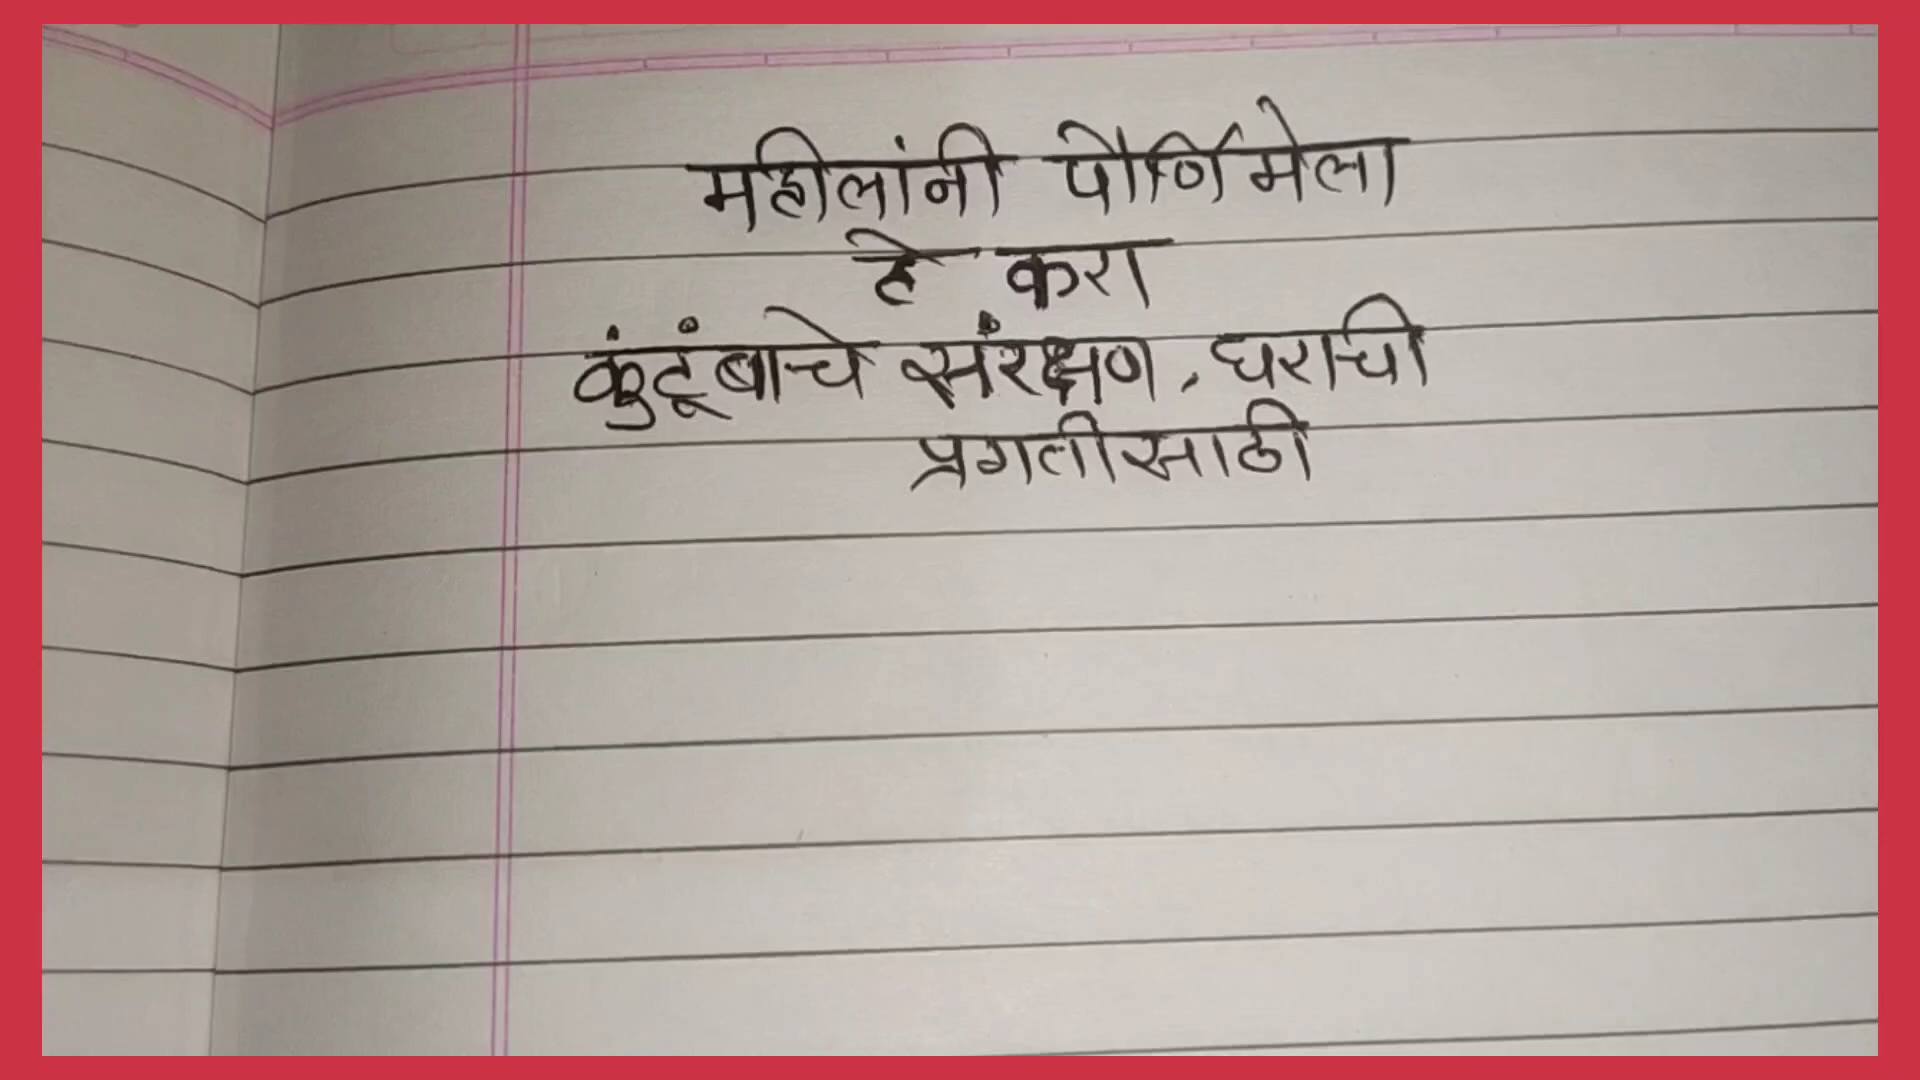 महीलांनी पौर्णिमेला
हे करा
कुंटूंबाचे संरक्षण, घराची
प्रगतीसाठी